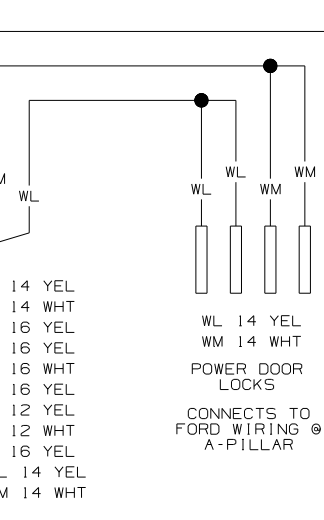 M
WL
WL
WL
WM
WM
14 YEL
14 WHT
16 YEL
16 YEL
16 WHT
16 YEL
12 YEL
12 WHT
16 YEL
L 14 YEL
M 14 WHT
WL 14 YEL
WM 14 WHT
POWER DOOR
LOCKS
CONNECTS TO
FORD WIRING @
A-PILLAR